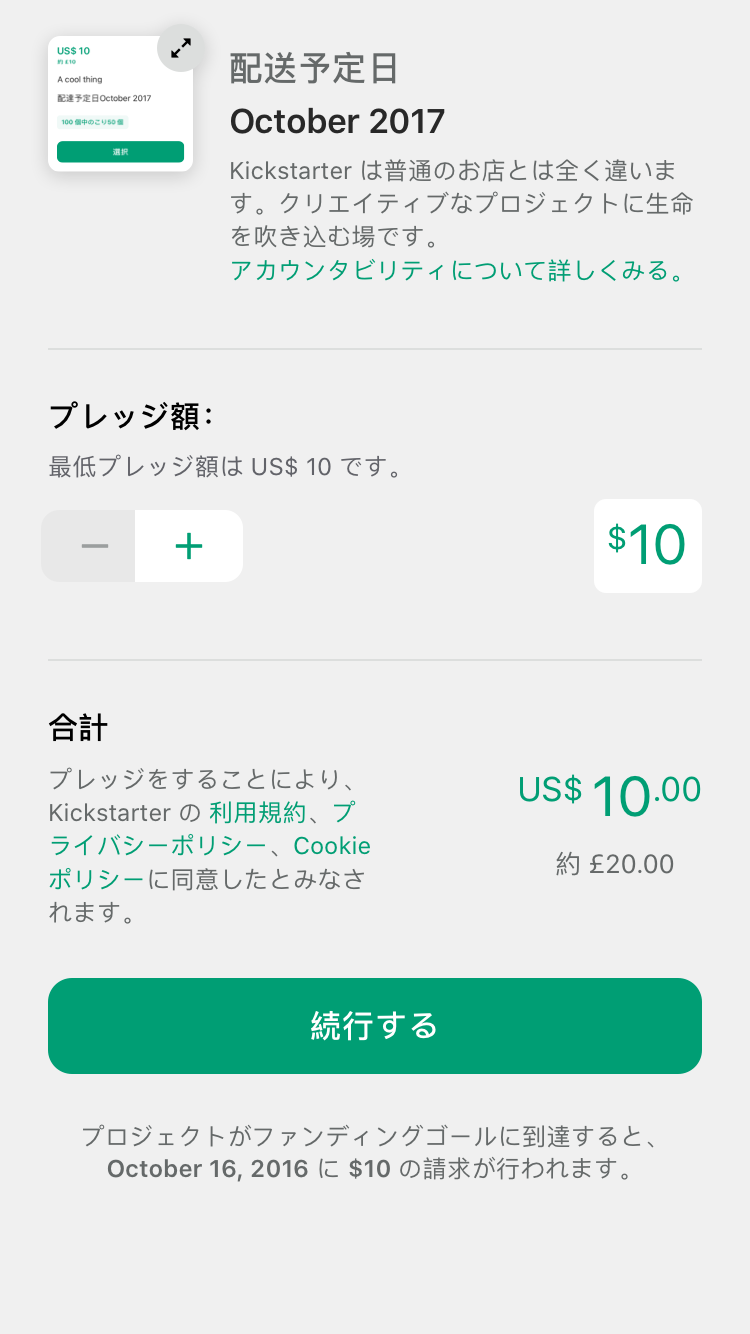 US$ 10
約 £10
A cool thing
配達予定日October 2017
100 個中のこり50 個
選択
配送予定日
October 2017
Kickstarter は普通のお店とは全く違いま
す。クリエイティブなプロジェクトに生命
を吹き込む場です。
アカウンタビリティについて詳しくみる。
プレッジ額：
最低プレッジ額は US$ 10 です。
$10
合計
プレッジをすることにより、
Kickstarter の 利用規約、プ
ライバシーポリシー、Cookie
ポリシーに同意したとみなさ
れます。
US$ 10.00
約 £20.00
続行する
プロジェクトがファンディングゴールに到達すると、
October 16, 2016 に $10 の請求が行われます。